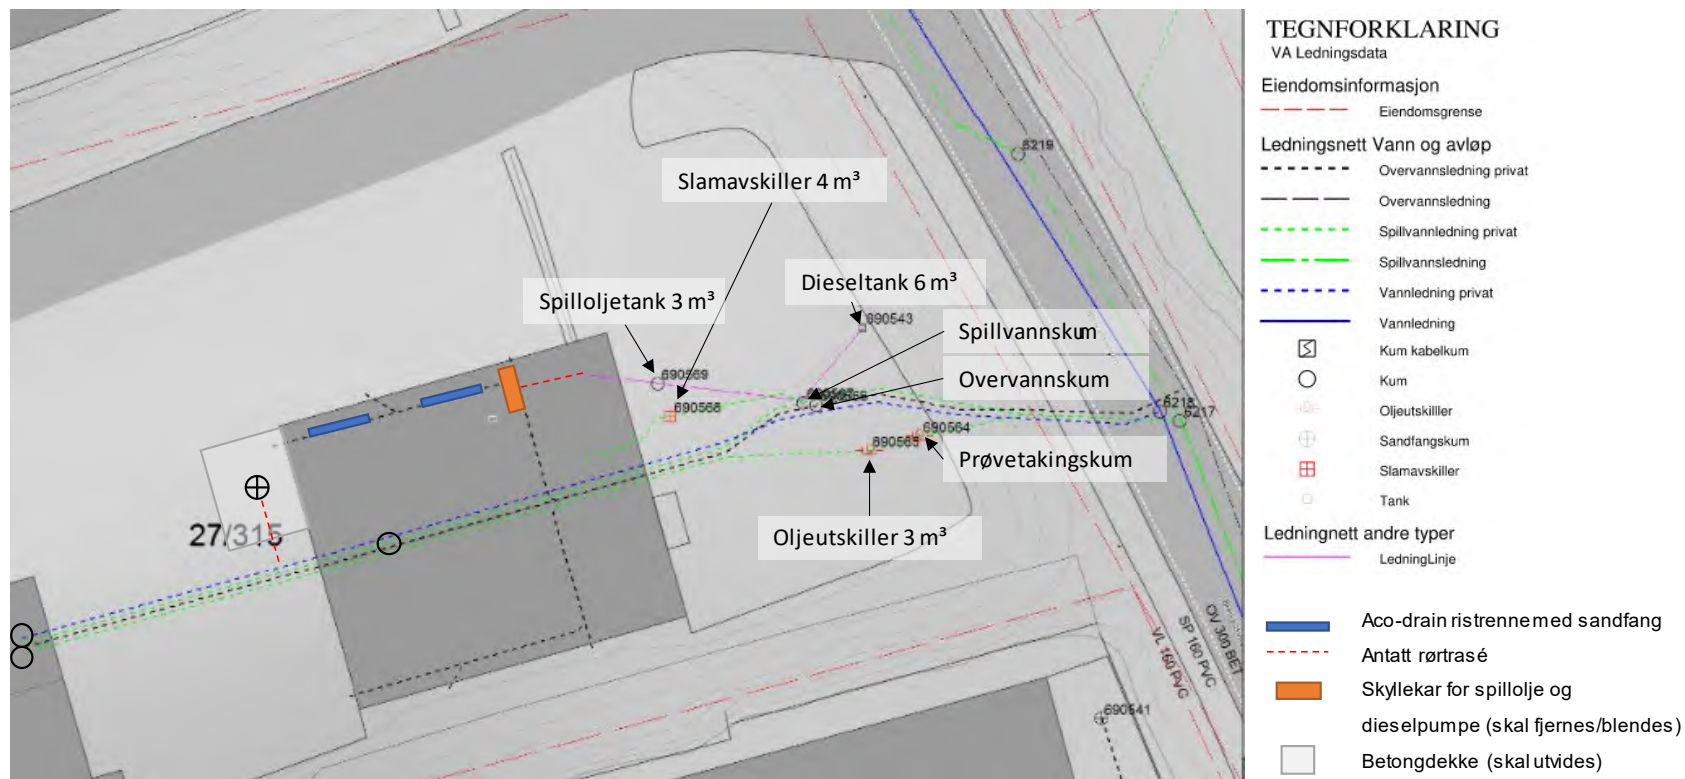 Slamavskiller 4 m³
Dieseltank 6 m³
Spilloljetank 3 m³
Spillvannskum
Overvannskum
Prøvetakingskum
Oljeutskiller 3 m³
6219
690543
690569
690568
690564
690565
6217
690541
27/315
VL 160 PVC
SP 160 PVC
OV 300 BET
TEGNFORKLARING
VA Ledningsdata
Eiendomsinformasjon
Eiendomsgrense
Ledningsnett Vann og avløp
Overvannsledning privat
Overvannsledning
Spillvannledning privat
Spillvannsledning
Vannledning privat
Vannledning
Kum kabelkum
Kum
Oljeutskilller
Sandfangskum
Slamavskiller
Tank
Ledningnett andre typer
LedningLinje
Aco-drain ristrenne med sandfang
Antatt rørtrasé
Skyllekar for spillolje og
dieselpumpe (skal fjernes/blendes)
Betongdekke (skal utvides)